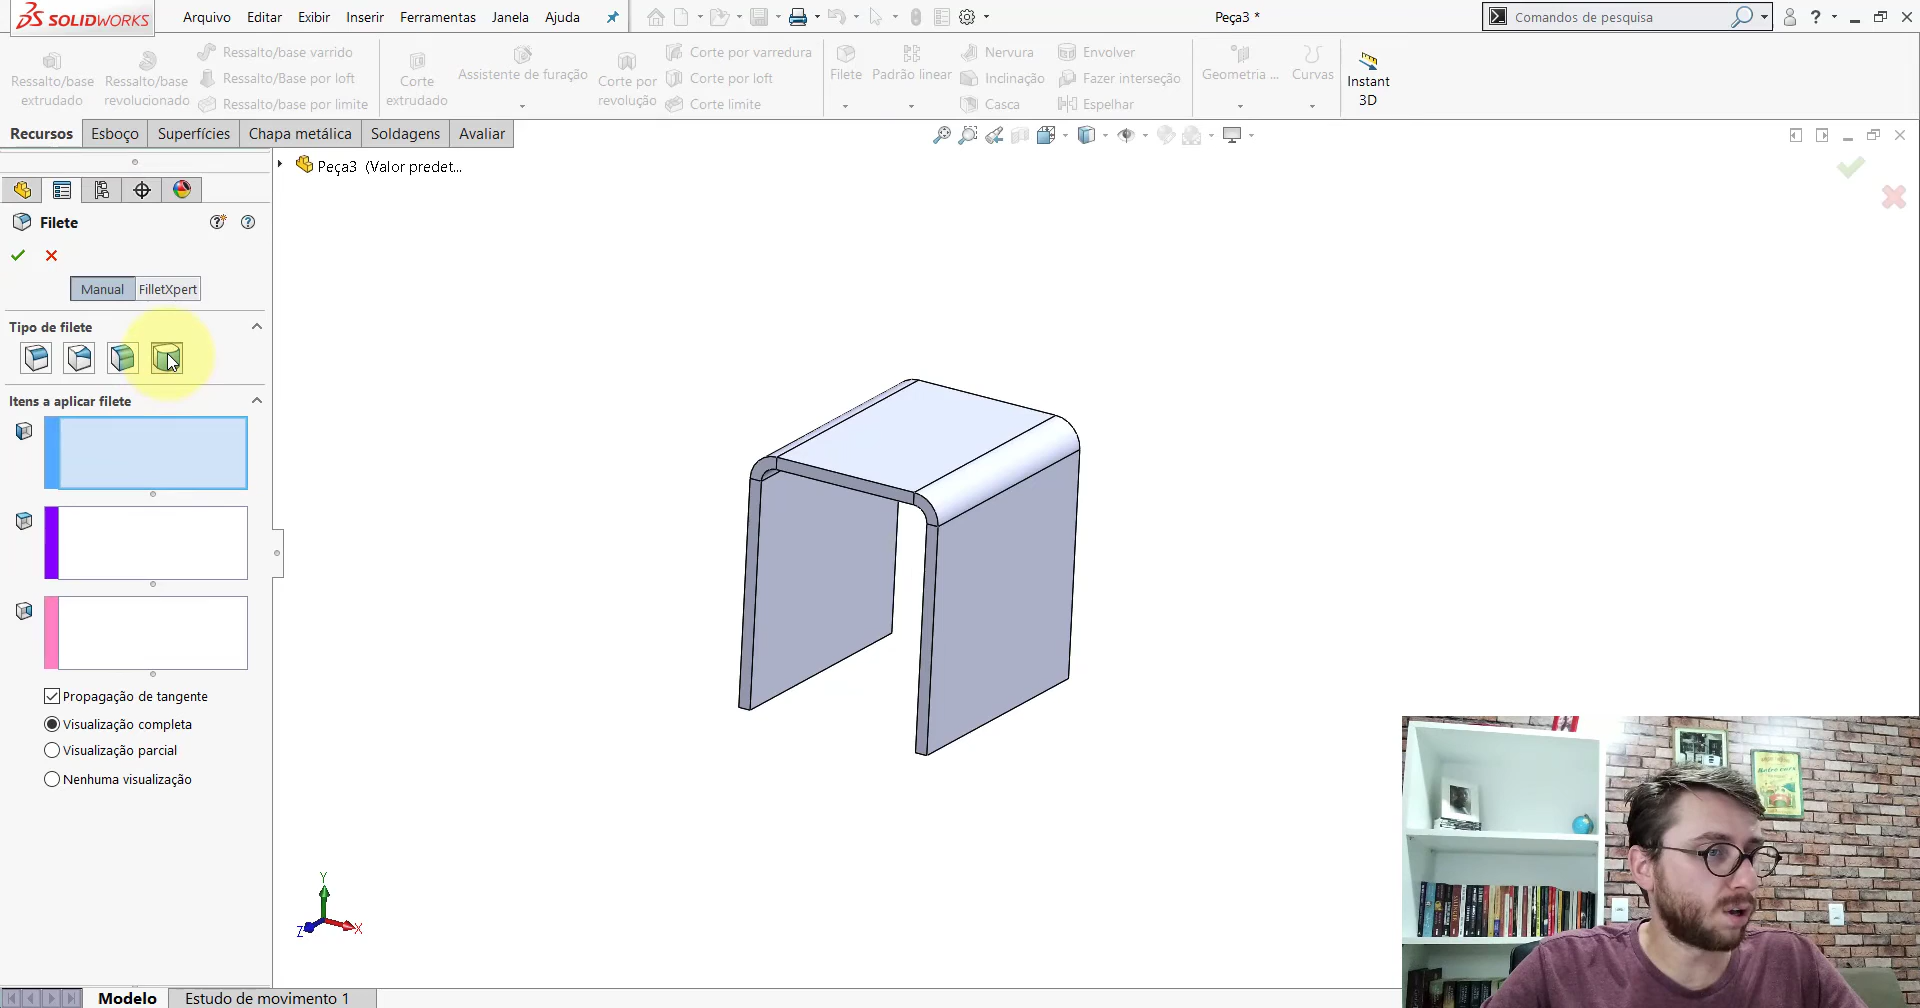 SOLIDWORKS
Arquivo Editar Exibir Inserir Ferramentas Janela Ajuda
Peça3 *
Comandos de pesquisa
Ressalto/base extrudado
Ressalto/base revolucionado
Ressalto/base varrido
Ressalto/Base por loft
Ressalto/base por limite
Corte extrudado
Assistente de furação
Corte por revolução
Corte por varredura
Corte por loft
Corte limite
Filete
Padrão linear
Nervura
Inclinação
Casca
Envolver
Fazer interseção
Espelhar
Geometria ...
Curvas
Instant 3D
Recursos Esboço Superfícies Chapa metálica Soldagens Avaliar
Peça3 (Valor predet...
Filete
Manual FilletXpert
Tipo de filete
Itens a aplicar filete
Propagação de tangente
Visualização completa
Visualização parcial
Nenhuma visualização
Y
Z
X
Modelo Estudo de movimento 1